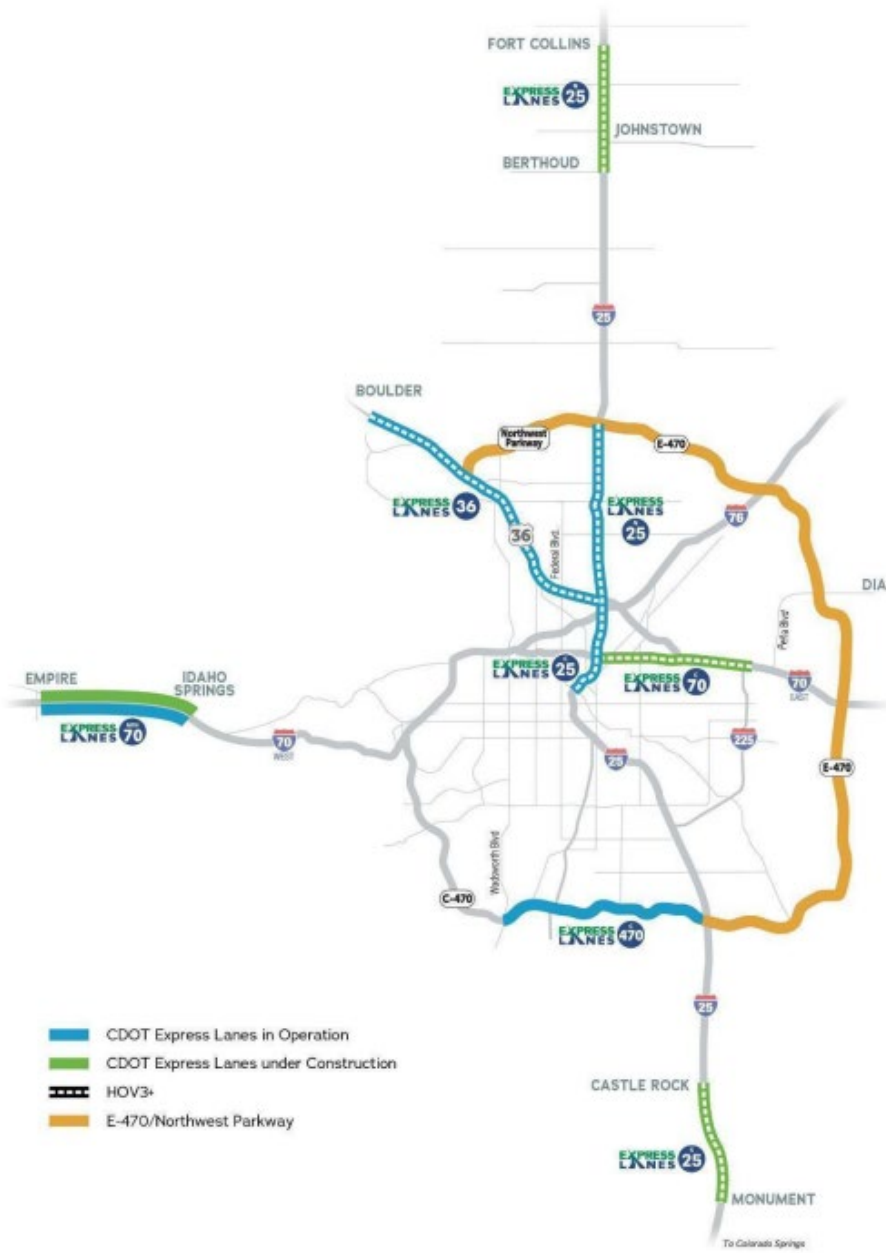 FORT COLLINS
EXPRESS
LANES
N
25
JOHNSTOWN
BERTHOUD
25
BOULDER
Northwest
Parkway
E-470
EXPRESS
LANES
36
EXPRESS
LANES
N
25
76
36
Federal Blvd.
DIA
Peña Blvd
EMPIRE
IDAHO
SPRINGS
EXPRESS
LANES
C
25
EXPRESS
LANES
C
70
70
EAST
EXPRESS
LANES
MTN
70
70
WEST
225
25
E-470
Wadsworth Blvd
C-470
EXPRESS
LANES
C
470
25
CDOT Express Lanes in Operation
CDOT Express Lanes under Construction
HOV3+
E-470/Northwest Parkway
CASTLE ROCK
EXPRESS
LANES
S
25
MONUMENT
To Colorado Springs